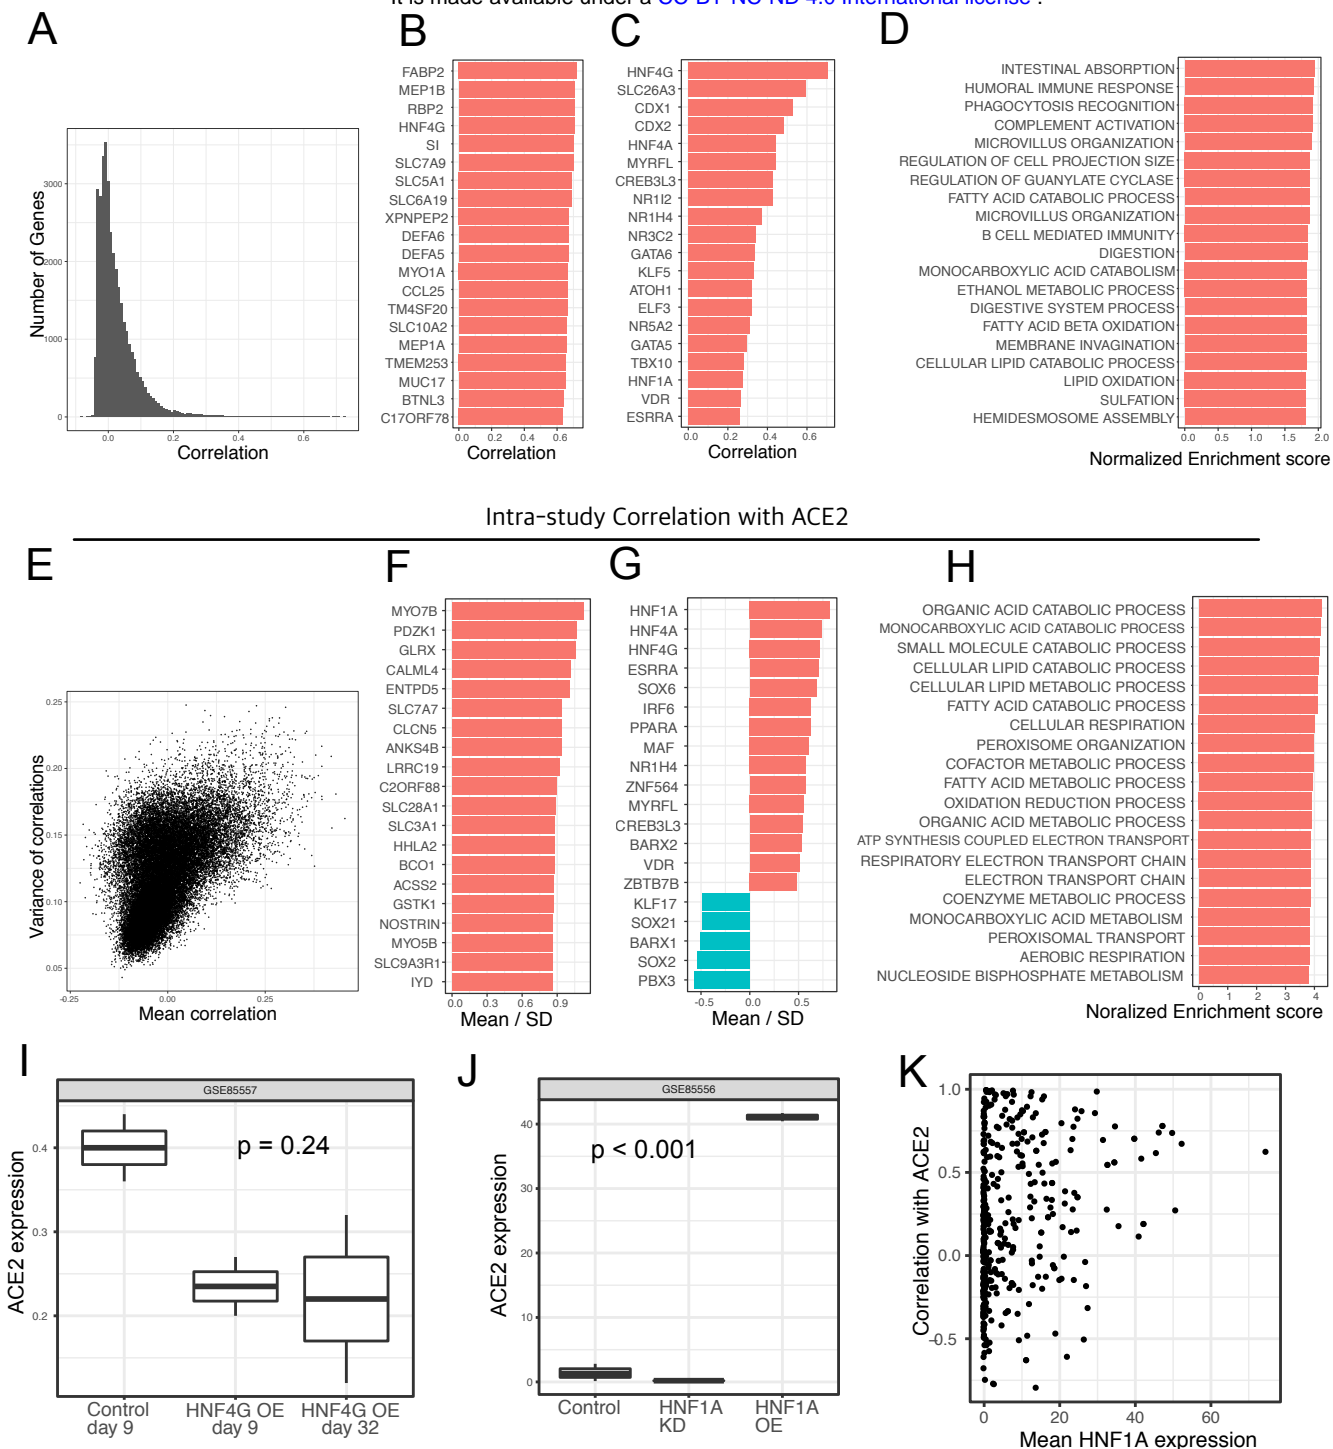 It is made available under a CC-BY-NC-ND 4.0 International license .
A
Number of Genes
3000
2000
1000
0
0.0 0.2 0.4 0.6
Correlation
B
FABP2
MEP1B
RBP2
HNF4G
SI
SLC7A9
SLC5A1
SLC6A19
XPNPEP2
DEFA6
DEFA5
MYO1A
CCL25
TM4SF20
SLC10A2
MEP1A
TMEM253
MUC17
BTNL3
C17ORF78
0.0 0.2 0.4 0.6
Correlation
C
HNF4G
SLC26A3
CDX1
CDX2
HNF4A
MYRFL
CREB3L3
NR1I2
NR1H4
NR3C2
GATA6
KLF5
ATOH1
ELF3
NR5A2
GATA5
TBX10
HNF1A
VDR
ESRRA
0.0 0.2 0.4 0.6
Correlation
D
INTESTINAL ABSORPTION
HUMORAL IMMUNE RESPONSE
PHAGOCYTOSIS RECOGNITION
COMPLEMENT ACTIVATION
MICROVILLUS ORGANIZATION
REGULATION OF CELL PROJECTION SIZE
REGULATION OF GUANYLATE CYCLASE
FATTY ACID CATABOLIC PROCESS
MICROVILLUS ORGANIZATION
B CELL MEDIATED IMMUNITY
DIGESTION
MONOCARBOXYLIC ACID CATABOLISM
ETHANOL METABOLIC PROCESS
DIGESTIVE SYSTEM PROCESS
FATTY ACID BETA OXIDATION
MEMBRANE INVAGINATION
CELLULAR LIPID CATABOLIC PROCESS
LIPID OXIDATION
SULFATION
HEMIDESMOSOME ASSEMBLY
0.0 0.5 1.0 1.5 2.0
Normalized Enrichment score
Intra-study Correlation with ACE2
E
Variance of correlations
0.25
0.20
0.15
0.10
0.05
-0.25 0.00 0.25
Mean correlation
F
MYO7B
PDZK1
GLRX
CALML4
ENTPD5
SLC7A7
CLCN5
ANKS4B
LRRC19
C2ORF88
SLC28A1
SLC3A1
HHLA2
BCO1
ACSS2
GSTK1
NOSTRIN
MYO5B
SLC9A3R1
IYD
0.0 0.3 0.6 0.9
Mean / SD
G
HNF1A
HNF4A
HNF4G
ESRRA
SOX6
IRF6
PPARA
MAF
NR1H4
ZNF564
MYRFL
CREB3L3
BARX2
VDR
ZBTB7B
KLF17
SOX21
BARX1
SOX2
PBX3
-0.5 0.0 0.5
Mean / SD
H
ORGANIC ACID CATABOLIC PROCESS
MONOCARBOXYLIC ACID CATABOLIC PROCESS
SMALL MOLECULE CATABOLIC PROCESS
CELLULAR LIPID CATABOLIC PROCESS
CELLULAR LIPID METABOLIC PROCESS
FATTY ACID CATABOLIC PROCESS
CELLULAR RESPIRATION
PEROXISOME ORGANIZATION
COFACTOR METABOLIC PROCESS
FATTY ACID METABOLIC PROCESS
OXIDATION REDUCTION PROCESS
ORGANIC ACID METABOLIC PROCESS
ATP SYNTHESIS COUPLED ELECTRON TRANSPORT
RESPIRATORY ELECTRON TRANSPORT CHAIN
ELECTRON TRANSPORT CHAIN
COENZYME METABOLIC PROCESS
MONOCARBOXYLIC ACID METABOLISM
PEROXISOMAL TRANSPORT
AEROBIC RESPIRATION
NUCLEOSIDE BISPHOSPHATE METABOLISM
0 1 2 3 4
Noralized Enrichment score
I
GSE85557
ACE2 expression
0.4
0.3
0.2
p = 0.24
Control day 9
HNF4G OE day 9
HNF4G OE day 32
J
GSE85556
ACE2 expression
40
30
20
10
0
p < 0.001
Control
HNF1A KD
HNF1A OE
K
Correlation with ACE2
1.0
0.5
0.0
-0.5
0 20 40 60
Mean HNF1A expression